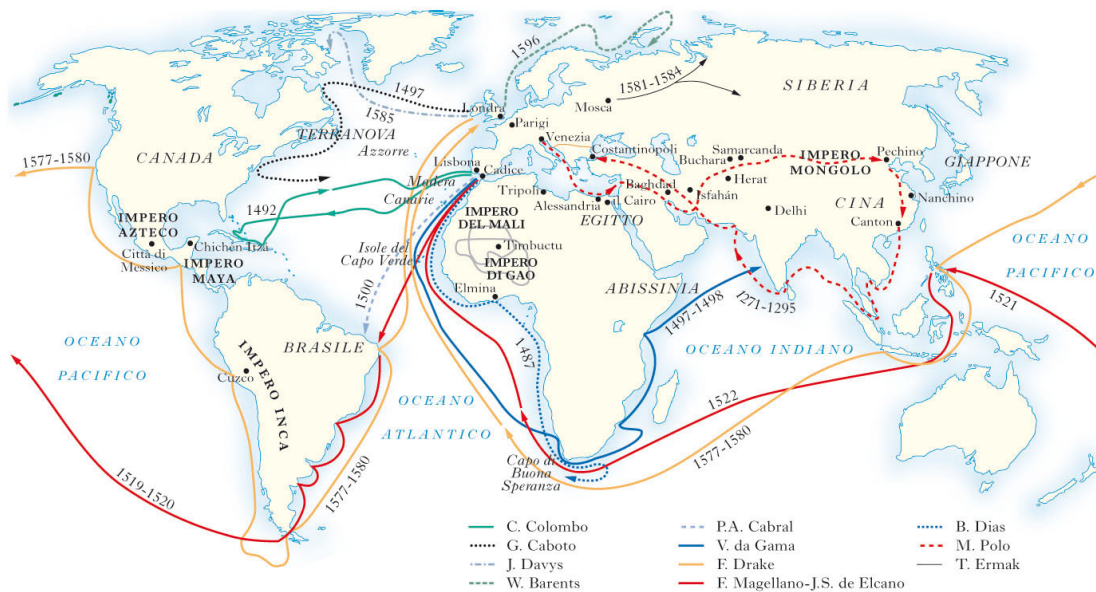 1596
1497
1585
1581-1584
SIBERIA
Mosca
Londra
Parigi
Venezia
TERRANOVA
Azzorre
CANADA
1577-1580
Costantinopoli
Samarcanda
Buchara
IMPERO
MONGOLO
Pechino
GIAPPONE
Lisbona
Cadice
Madera
Canarie
Tripoli
Baghdad
Isfahán
Herat
Alessandria
il Cairo
EGITTO
Delhi
CINA
Nanchino
Canton
1492
IMPERO
AZTECO
Città di
Messico
Chichén Itzá
IMPERO
MAYA
IMPERO
DEL MALI
Timbuctu
IMPERO
DI GAO
Isole del
Capo Verde
Elmina
ABISSINIA
1497-1498
1271-1295
OCEANO
PACIFICO
1521
1500
1487
BRASILE
OCEANO
PACIFICO
OCEANO INDIANO
Cuzco
IMPERO INCA
OCEANO
ATLANTICO
1522
1577-1580
Capo di
Buona
Speranza
1519-1520
1577-1580
C. Colombo
G. Caboto
J. Davys
W. Barents
P.A. Cabral
V. da Gama
F. Drake
F. Magellano-J.S. de Elcano
B. Dias
M. Polo
T. Ermak